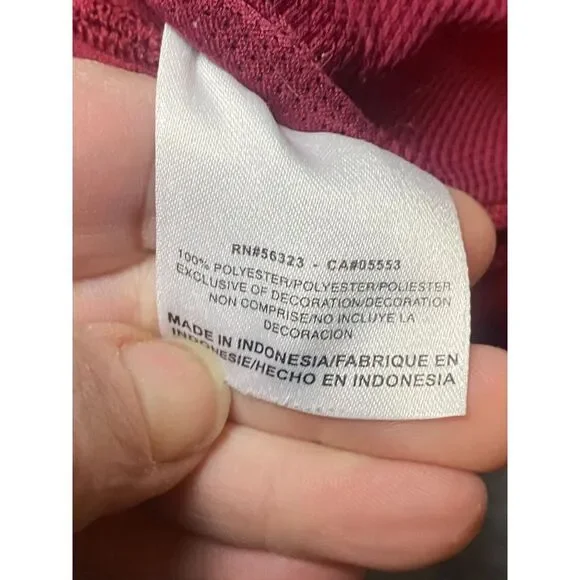 RN#56323 - CA#05553
100% POLYESTER/POLYESTER/POLIESTER
EXCLUSIVE OF DECORATION/DECORATION
NON COMPRISE/NO INCLUYE LA
DECORACION
MADE IN INDONESIA/FABRIQUE EN
INDONESIE/HECHO EN INDONESIA